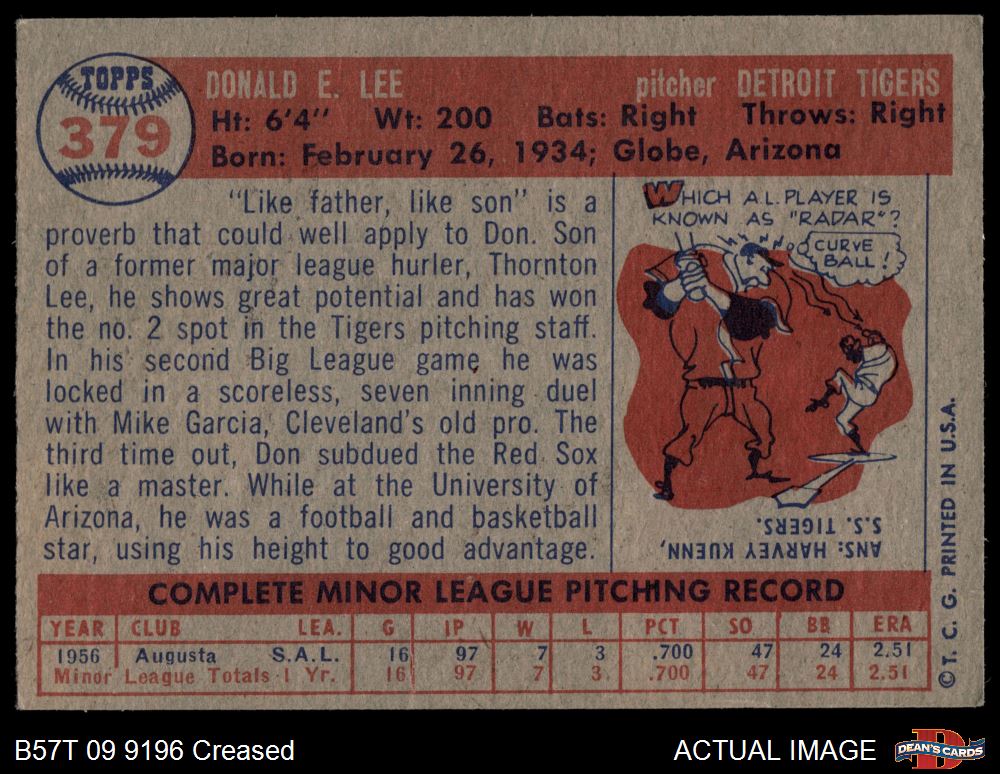 TOPPS
379
DONALD E. LEE pitcher DETROIT TIGERS
Ht: 6'4" Wt: 200 Bats: Right Throws: Right
Born: February 26, 1934; Globe, Arizona
"Like father, like son" is a
proverb that could well apply to Don. Son
of a former major league hurler, Thornton
Lee, he shows great potential and has won
the no. 2 spot in the Tigers pitching staff.
In his second Big League game he was
locked in a scoreless, seven inning duel
with Mike Garcia, Cleveland's old pro. The
third time out, Don subdued the Red Sox
like a master. While at the University of
Arizona, he was a football and basketball
star, using his height to good advantage.
WHICH A.L. PLAYER IS
KNOWN AS "RADAR"?
CURVE
BALL!
ANS: HARVEY KUENN,
S.S. TIGERS.
©T. C. G. PRINTED IN U.S.A.
COMPLETE MINOR LEAGUE PITCHING RECORD
YEAR CLUB LEA. G IP W L PCT SO BB ERA
1956 Augusta S.A.L. 16 97 7 3 .700 47 24 2.51
Minor League Totals 1 Yr. 16 97 7 3 .700 47 24 2.51
B57T 09 9196 Creased
ACTUAL IMAGE
DEAN'S CARDS